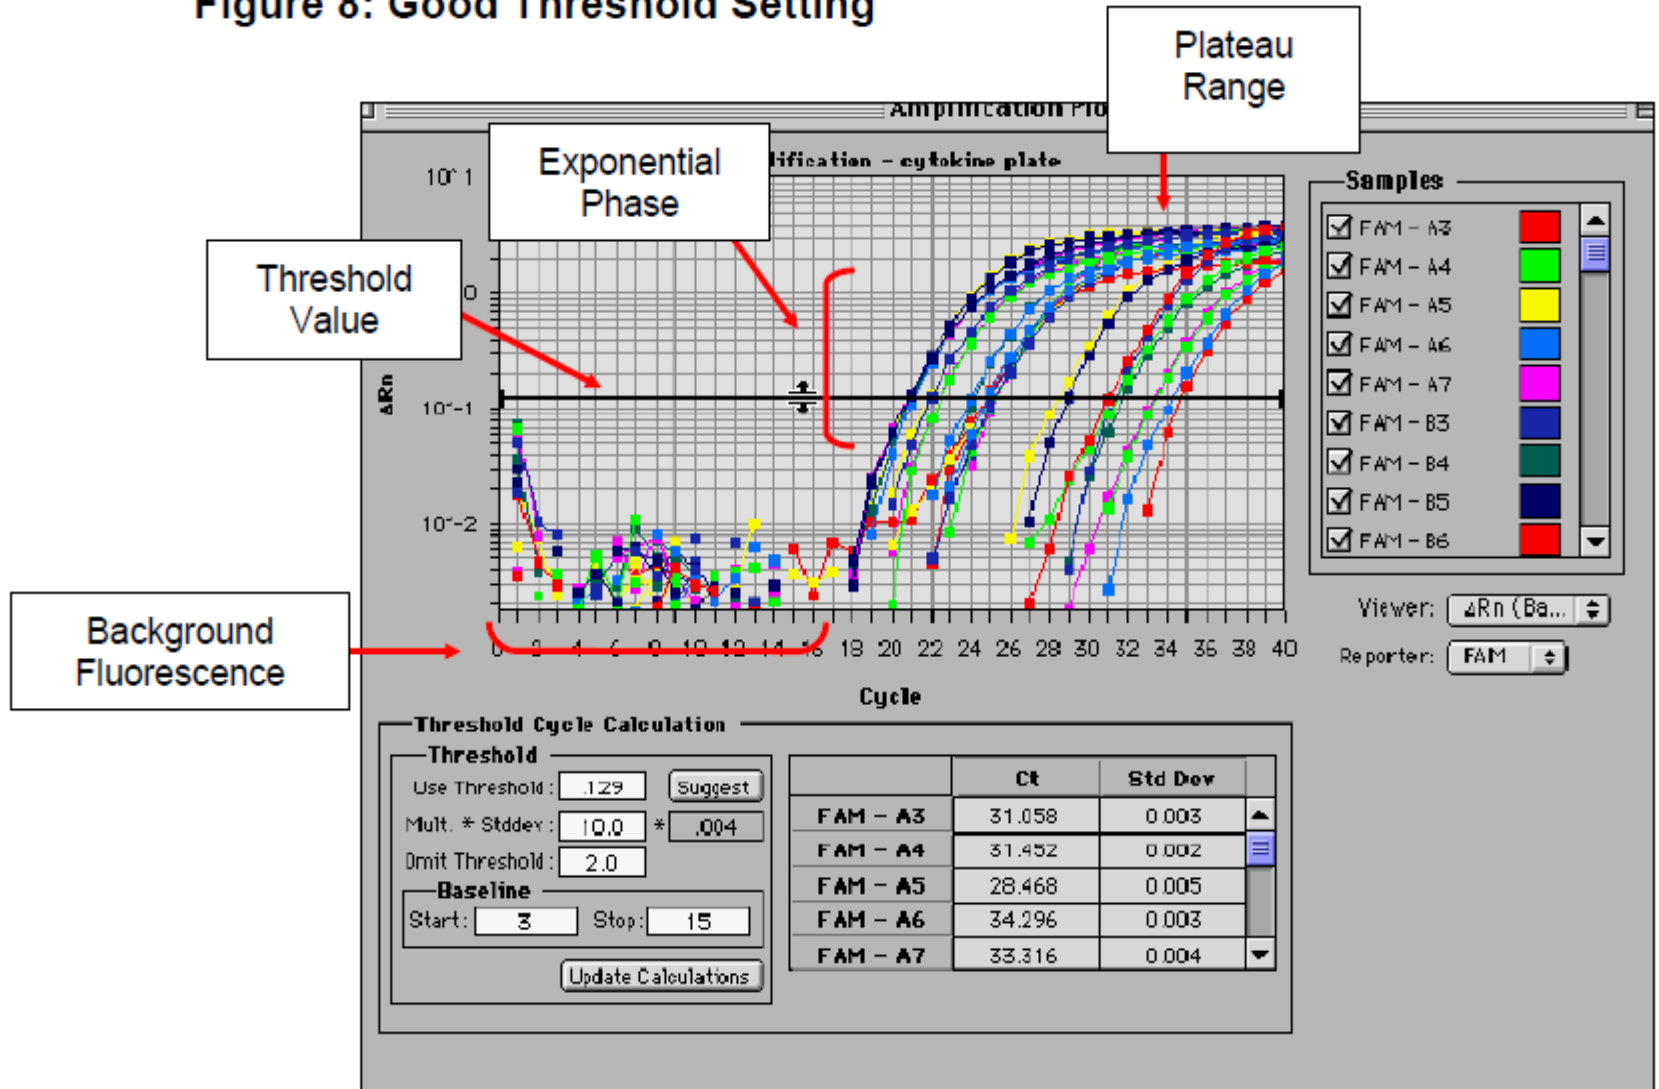 Figure 8: Good Threshold Setting
Plateau
Range
Exponential
Phase
Threshold
Value
Background
Fluorescence
Amplification Plo
lification - cytokine plate
10^1
0
10^-1
10^-2
ΔRn
0 2 4 6 8 10 12 14 16 18 20 22 24 26 28 30 32 34 36 38 40
Cycle
Samples
FAM - A3
FAM - A4
FAM - A5
FAM - A6
FAM - A7
FAM - B3
FAM - B4
FAM - B5
FAM - B6
Viewer: ΔRn (Ba...
Reporter: FAM
Threshold Cycle Calculation
Threshold
Use Threshold: .129 Suggest
Mult. * Stddev: 10.0 * .004
Omit Threshold: 2.0
Baseline
Start: 3 Stop: 15
Update Calculations
Ct Std Dev
FAM - A3 31.058 0.003
FAM - A4 31.452 0.002
FAM - A5 28.468 0.005
FAM - A6 34.296 0.003
FAM - A7 33.316 0.004